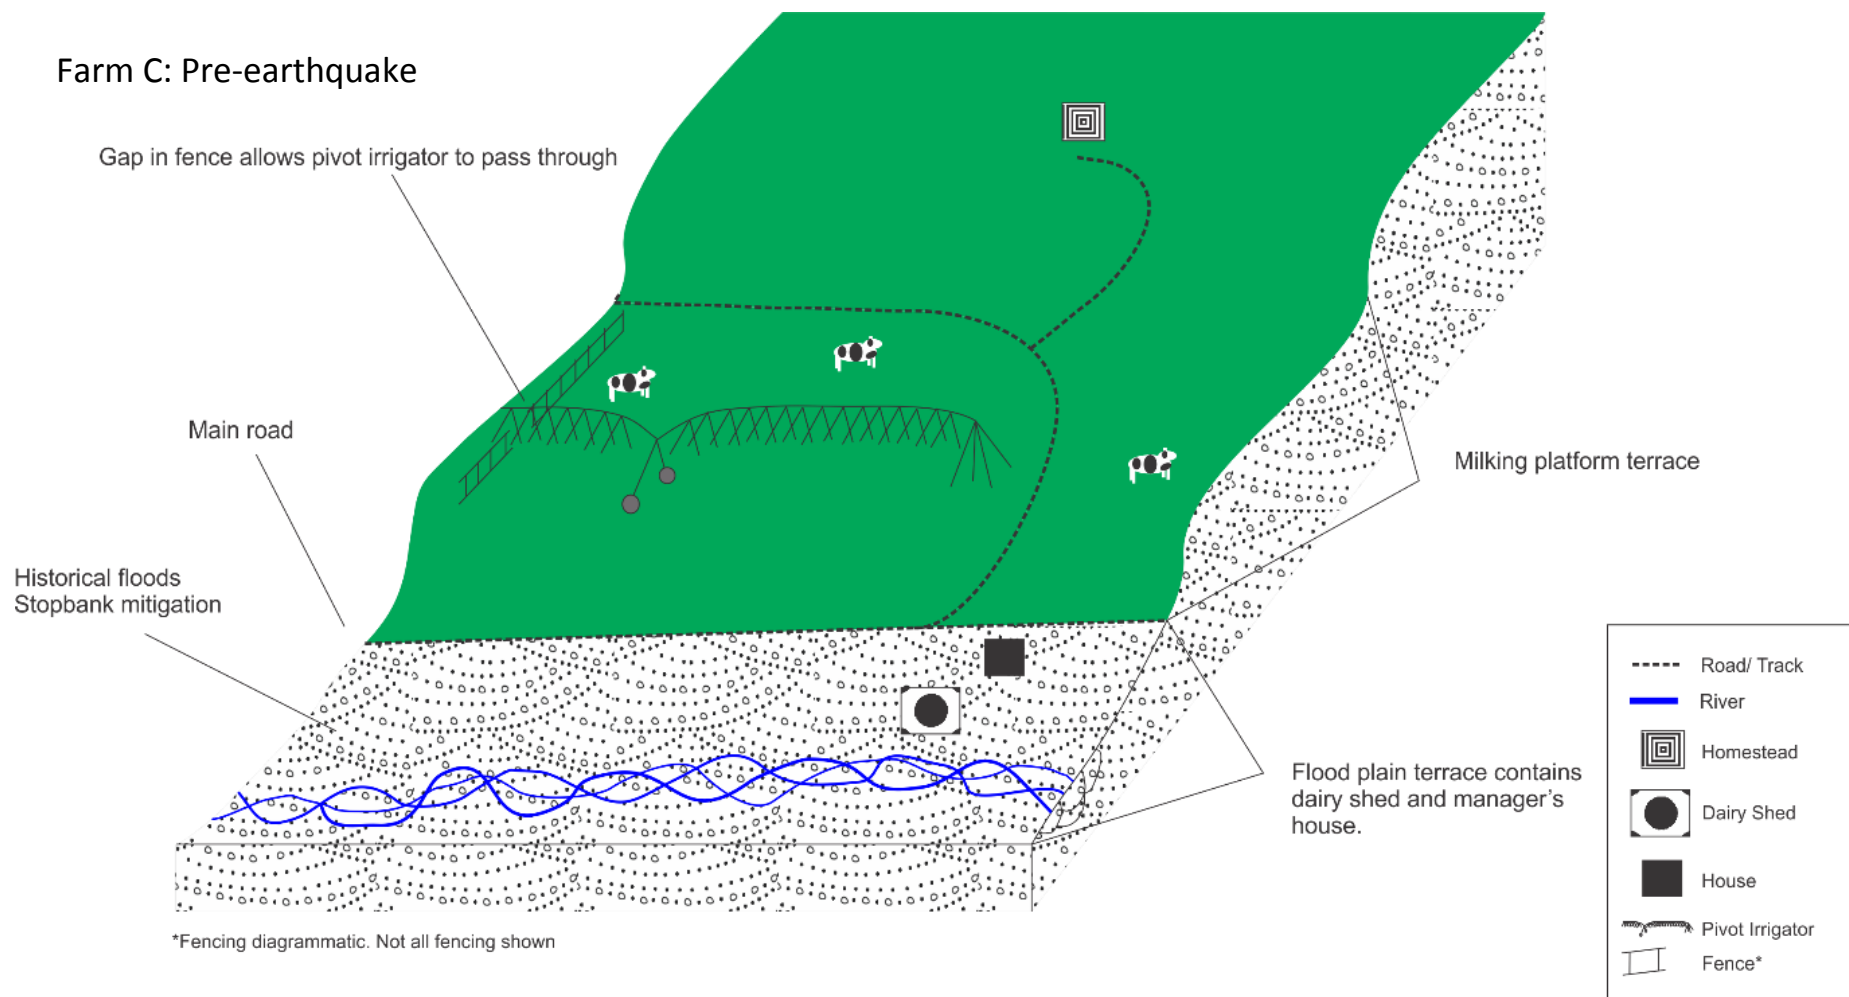 Farm C: Pre-earthquake
Gap in fence allows pivot irrigator to pass through
Main road
Historical floods
Stopbank mitigation
Milking platform terrace
Flood plain terrace contains
dairy shed and manager's
house.
Road/ Track
River
Homestead
Dairy Shed
House
Pivot Irrigator
Fence*
*Fencing diagrammatic. Not all fencing shown